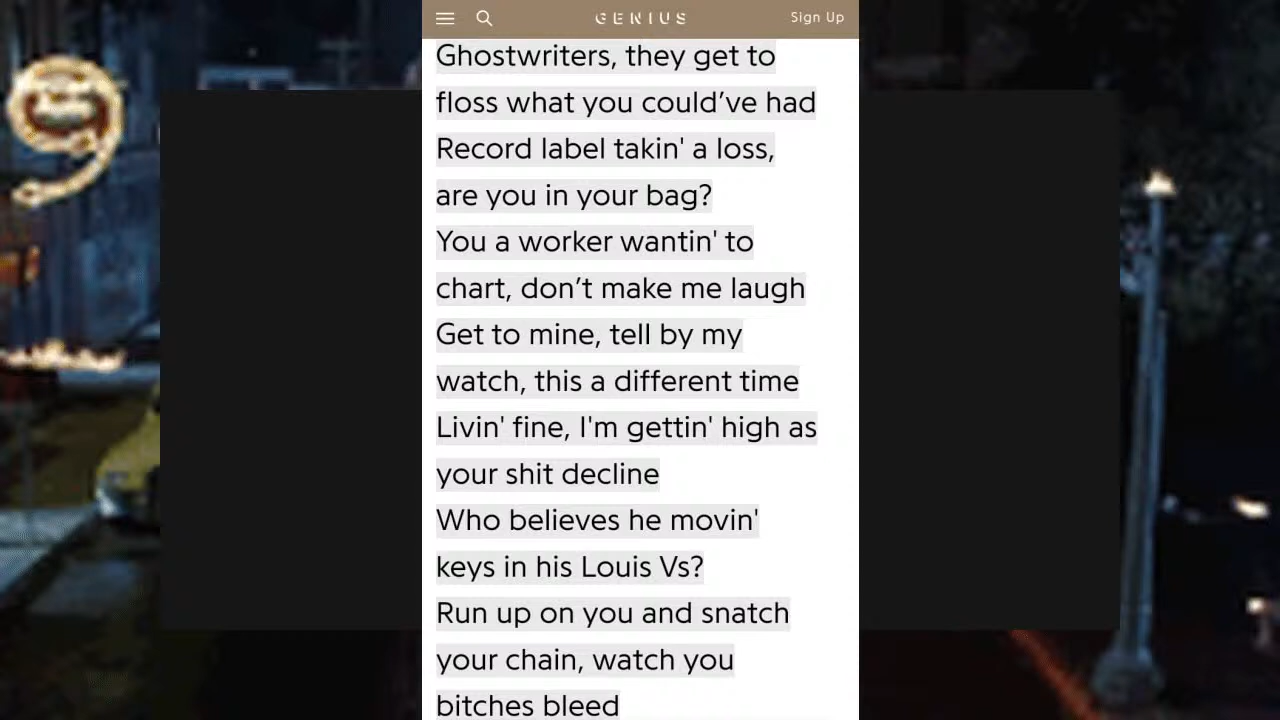 GENIUS
Sign Up
Ghostwriters, they get to
floss what you could’ve had
Record label takin' a loss,
are you in your bag?
You a worker wantin' to
chart, don’t make me laugh
Get to mine, tell by my
watch, this a different time
Livin' fine, I'm gettin' high as
your shit decline
Who believes he movin'
keys in his Louis Vs?
Run up on you and snatch
your chain, watch you
bitches bleed